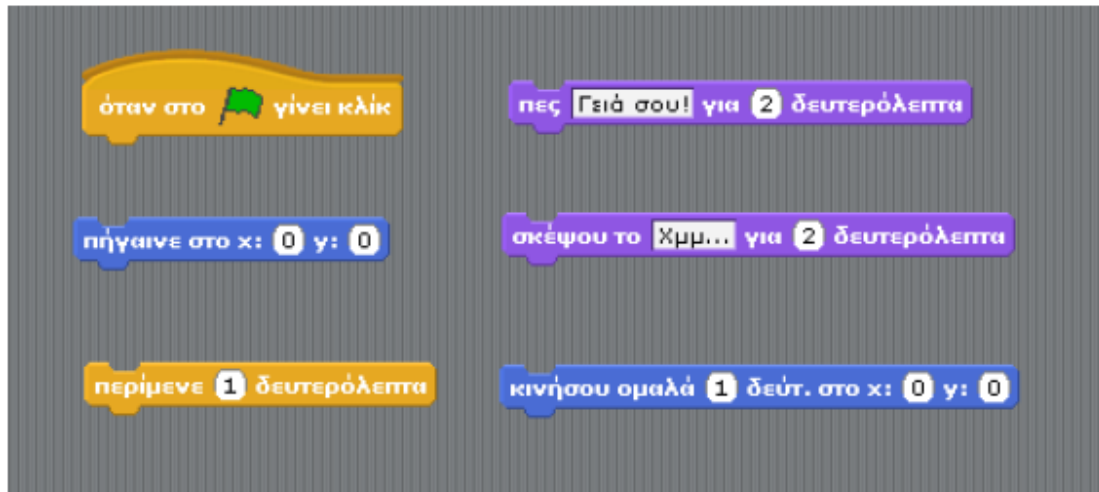 όταν στο γίνει κλίκ
πες Γειά σου! για 2 δευτερόλεπτα
πήγαινε στο x: 0 y: 0
σκέψου το Χμμ... για 2 δευτερόλεπτα
περίμενε 1 δευτερόλεπτα
κινήσου ομαλά 1 δεύτ. στο x: 0 y: 0